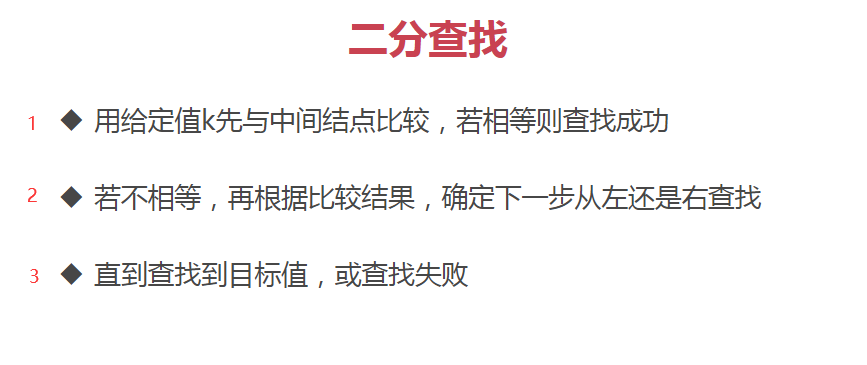 二分查找
1 ◆ 用给定值k先与中间结点比较，若相等则查找成功
2 ◆ 若不相等，再根据比较结果，确定下一步从左还是右查找
3 ◆ 直到查找到目标值，或查找失败